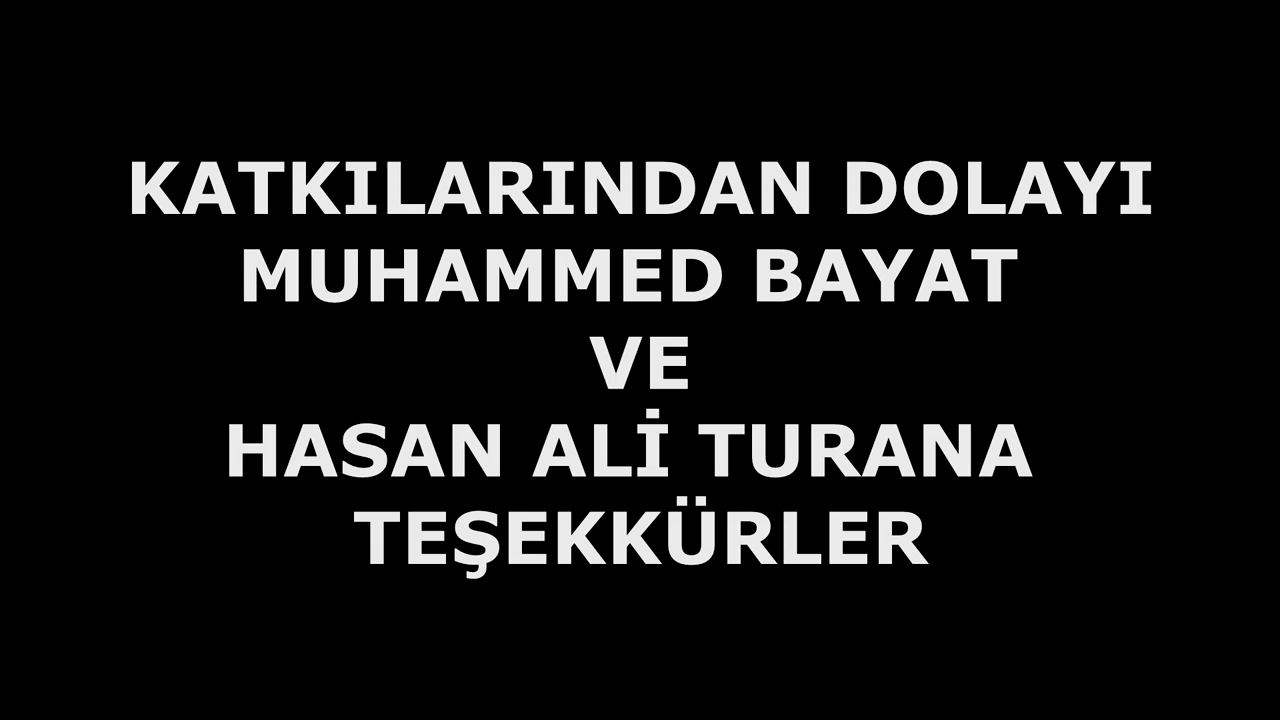 KATKILARINDAN DOLAYI
MUHAMMED BAYAT
VE
HASAN ALİ TURANA
TEŞEKKÜRLER